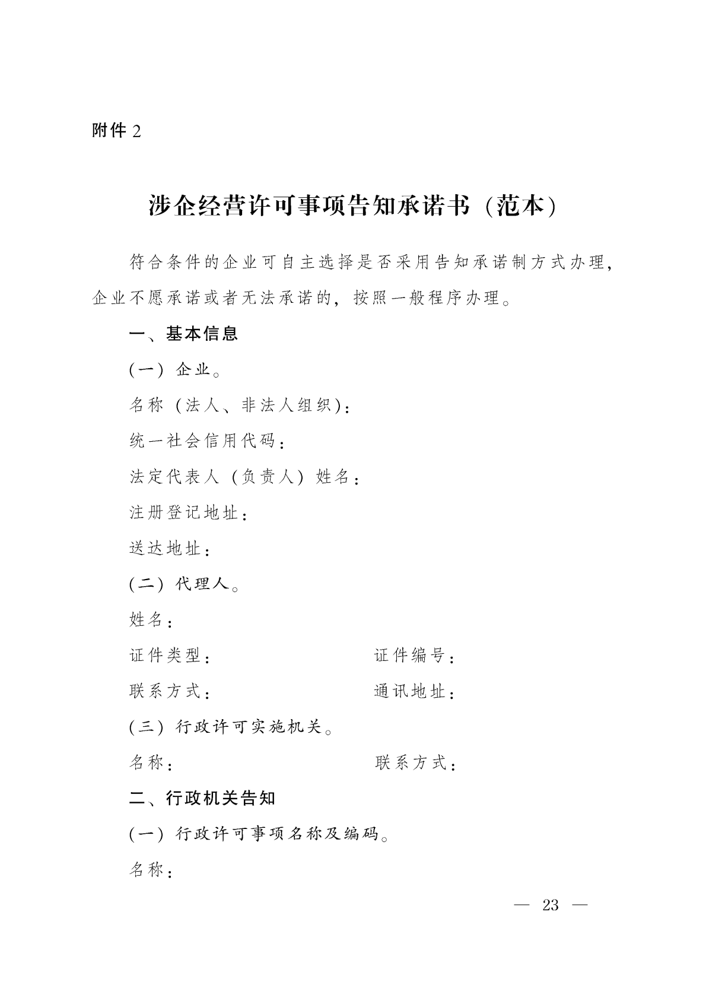 附件 2
涉企经营许可事项告知承诺书（范本）
符合条件的企业可自主选择是否采用告知承诺制方式办理，
企业不愿承诺或者无法承诺的，按照一般程序办理。
一、基本信息
（一）企业。
名称（法人、非法人组织）：
统一社会信用代码：
法定代表人（负责人）姓名：
注册登记地址：
送达地址：
（二）代理人。
姓名：
证件类型： 证件编号：
联系方式： 通讯地址：
（三）行政许可实施机关。
名称： 联系方式：
二、行政机关告知
（一）行政许可事项名称及编码。
名称：
— 23 —